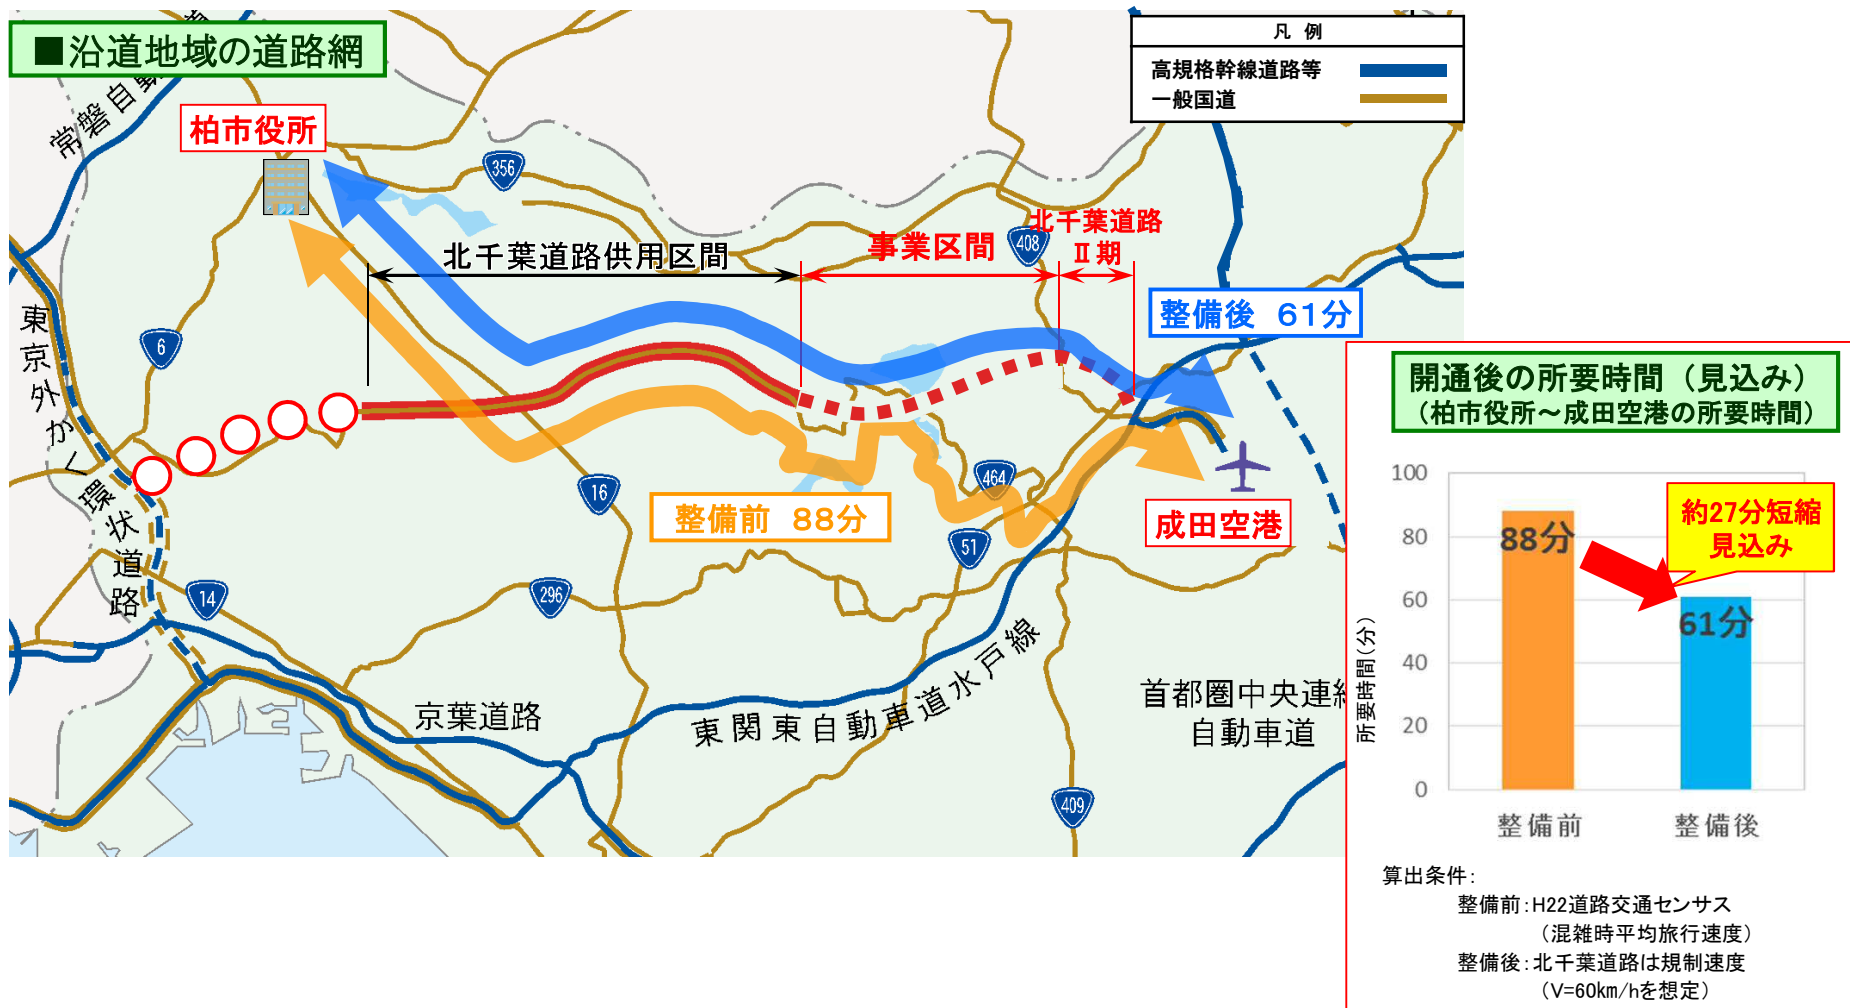 ■沿道地域の道路網
凡 例
高規格幹線道路等
一般国道
常磐自動
柏市役所
356
北千葉道路供用区間
事業区間
408
北千葉道路
Ⅱ期
整備後 61分
東京外かく環状道路
6
整備前 88分
16
464
51
成田空港
14
296
京葉道路
東関東自動車道水戸線
首都圏中央連絡
自動車道
409
開通後の所要時間(見込み)
(柏市役所~成田空港の所要時間)
100
80
60
40
20
0
所要時間(分)
88分
約27分短縮
見込み
61分
整備前
整備後
算出条件:
整備前:H22道路交通センサス
(混雑時平均旅行速度)
整備後:北千葉道路は規制速度
(V=60km/hを想定)